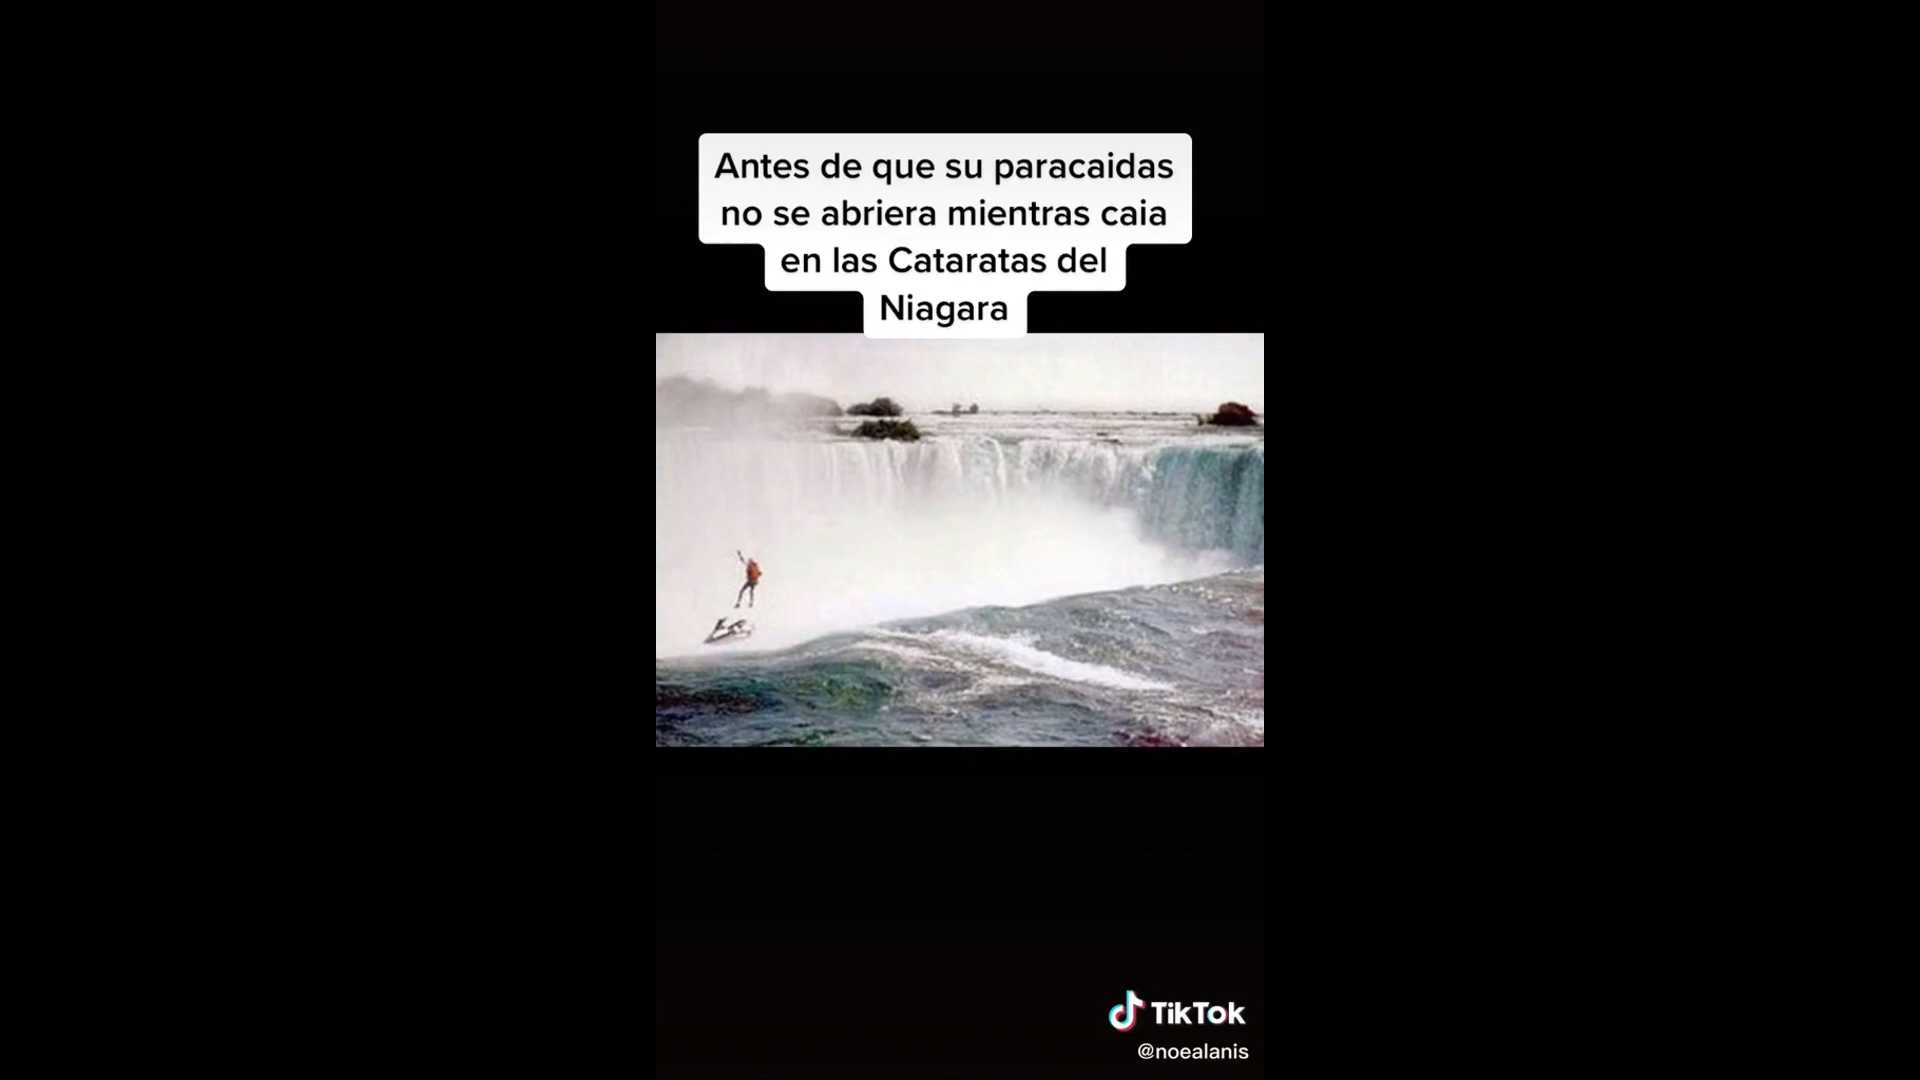 Antes de que su paracaidas
no se abriera mientras caia
en las Cataratas del
Niagara
TikTok
@noealanis